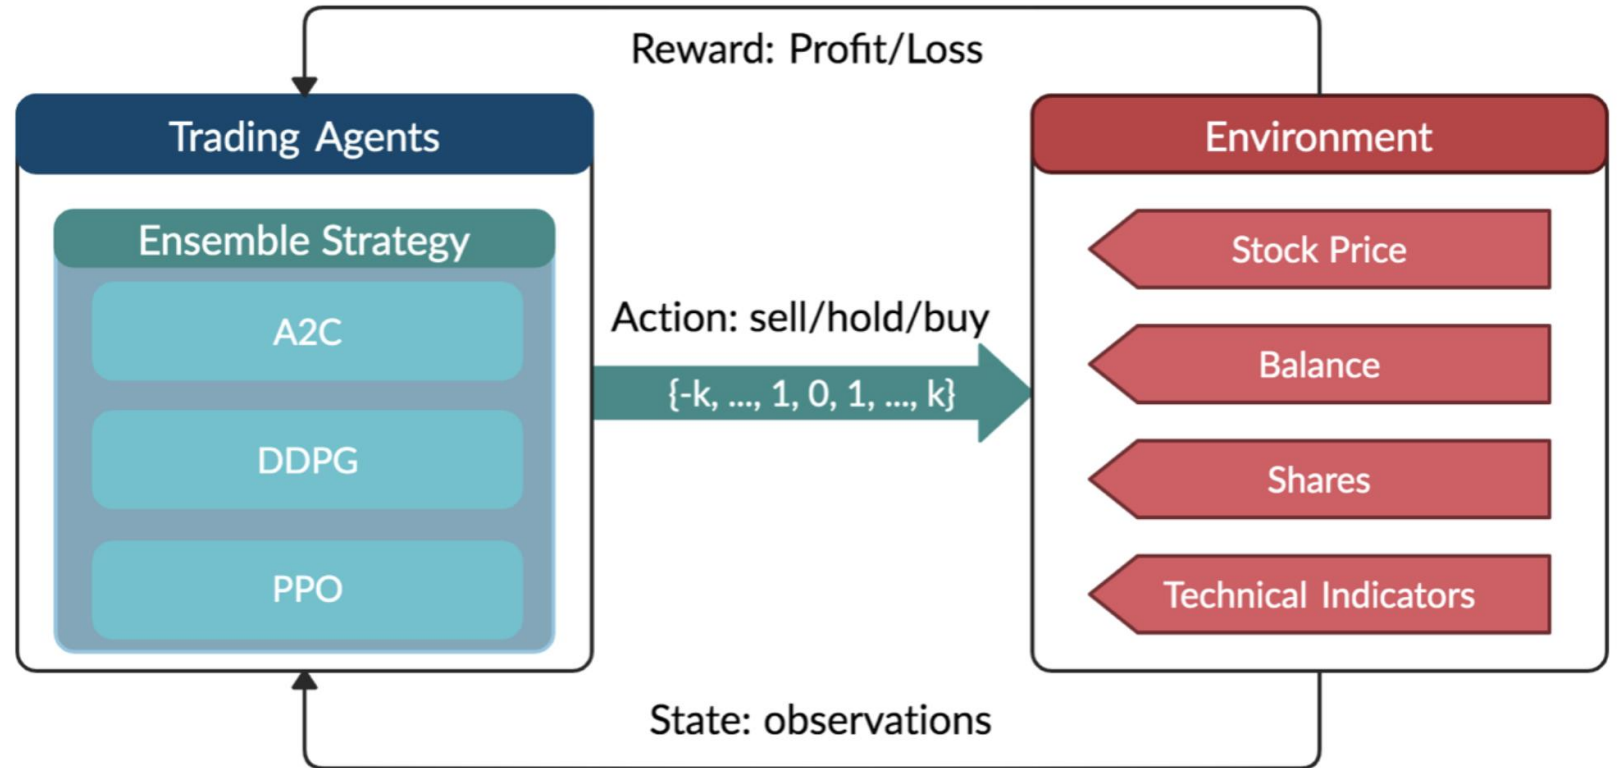 Reward: Profit/Loss
Trading Agents
Ensemble Strategy
A2C
DDPG
PPO
Action: sell/hold/buy
{-k, ..., 1, 0, 1, ..., k}
Environment
Stock Price
Balance
Shares
Technical Indicators
State: observations